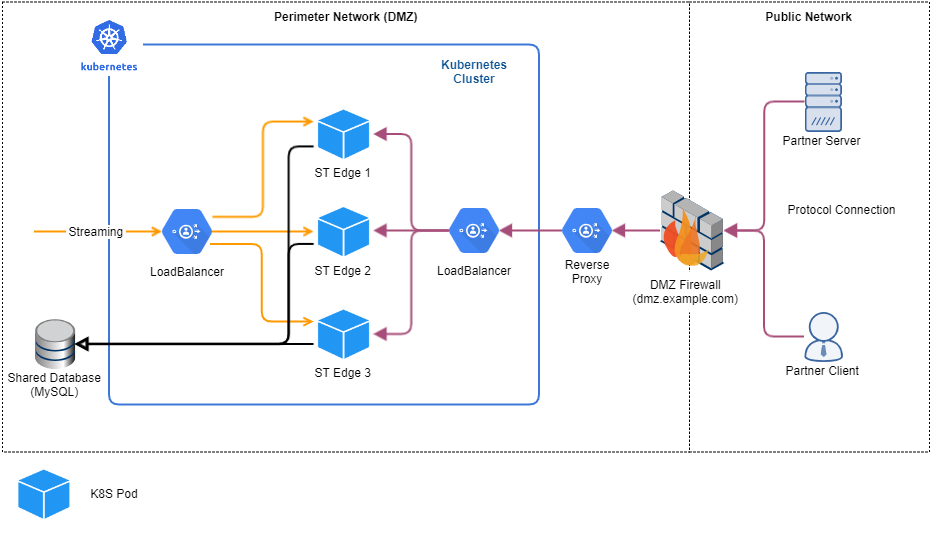 Perimeter Network (DMZ)
Public Network
kubernetes
Kubernetes
Cluster
Partner Server
ST Edge 1
Protocol Connection
Streaming
LoadBalancer
ST Edge 2
LoadBalancer
Reverse
Proxy
DMZ Firewall
(dmz.example.com)
ST Edge 3
Partner Client
Shared Database
(MySQL)
K8S Pod